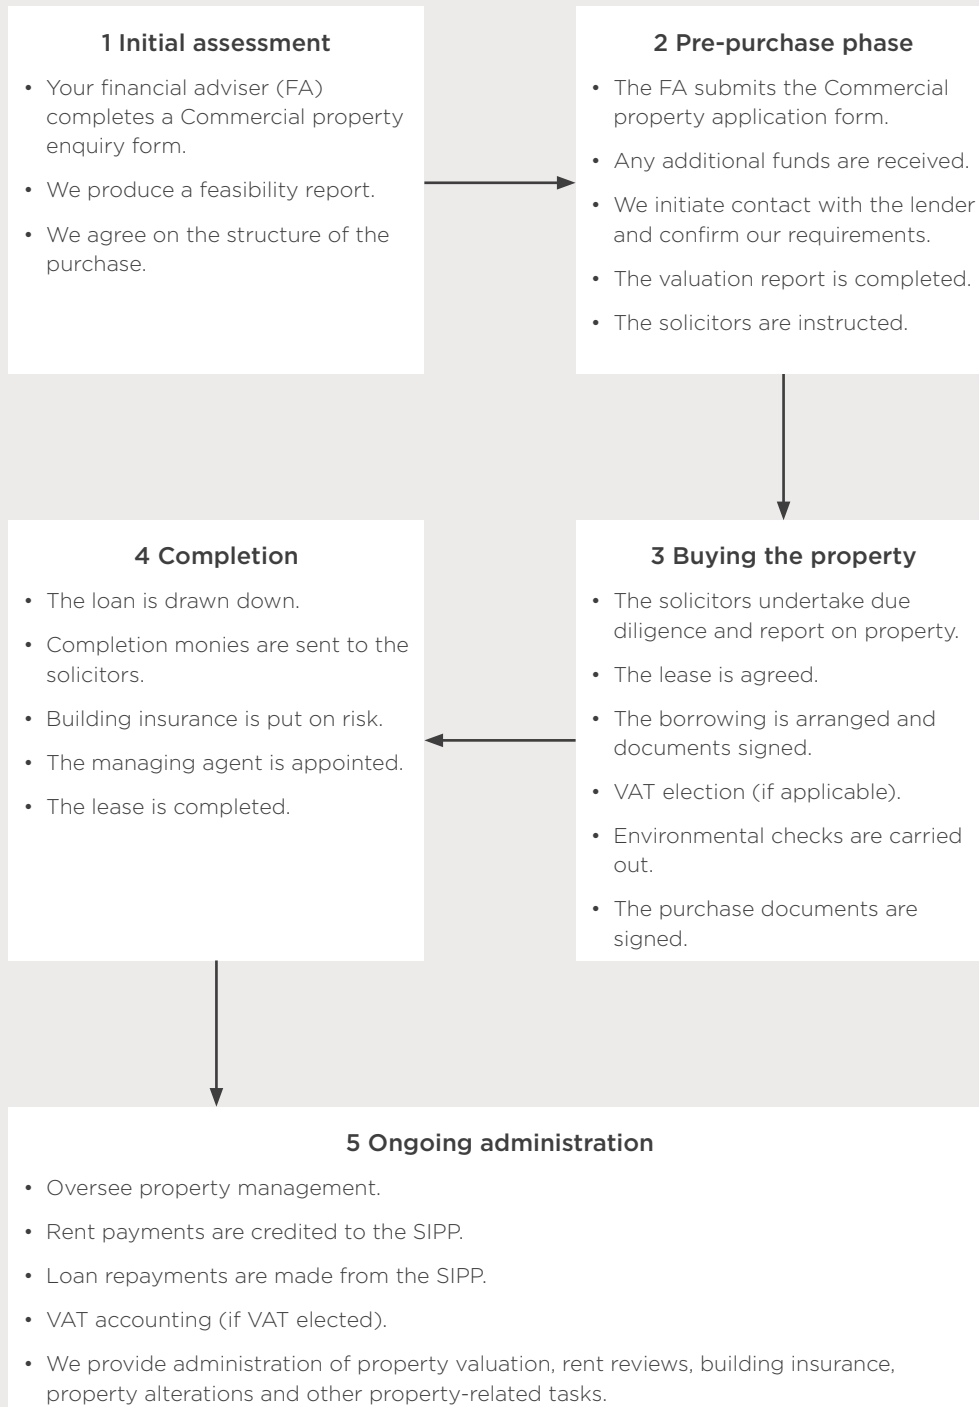 1 Initial assessment
• Your financial adviser (FA)
completes a Commercial property
enquiry form.
• We produce a feasibility report.
• We agree on the structure of the
purchase.
2 Pre-purchase phase
• The FA submits the Commercial
property application form.
• Any additional funds are received.
• We initiate contact with the lender
and confirm our requirements.
• The valuation report is completed.
• The solicitors are instructed.
3 Buying the property
• The solicitors undertake due
diligence and report on property.
• The lease is agreed.
• The borrowing is arranged and
documents signed.
• VAT election (if applicable).
• Environmental checks are carried
out.
• The purchase documents are
signed.
4 Completion
• The loan is drawn down.
• Completion monies are sent to the
solicitors.
• Building insurance is put on risk.
• The managing agent is appointed.
• The lease is completed.
5 Ongoing administration
• Oversee property management.
• Rent payments are credited to the SIPP.
• Loan repayments are made from the SIPP.
• VAT accounting (if VAT elected).
• We provide administration of property valuation, rent reviews, building insurance,
property alterations and other property-related tasks.